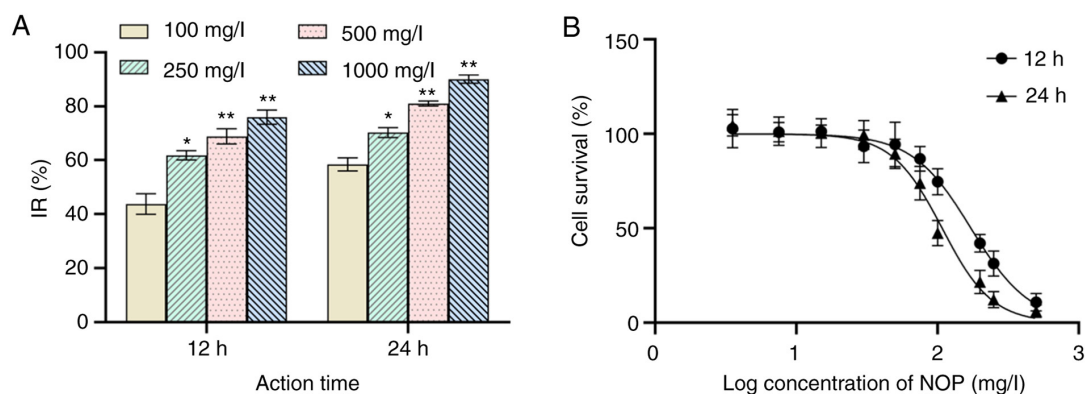 A
100 mg/l
500 mg/l
250 mg/l
1000 mg/l
100
80
60
40
20
0
IR (%)
*
**
**
*
**
**
12 h
24 h
Action time
B
150
100
50
0
Cell survival (%)
12 h
24 h
0
1
2
3
Log concentration of NOP (mg/l)